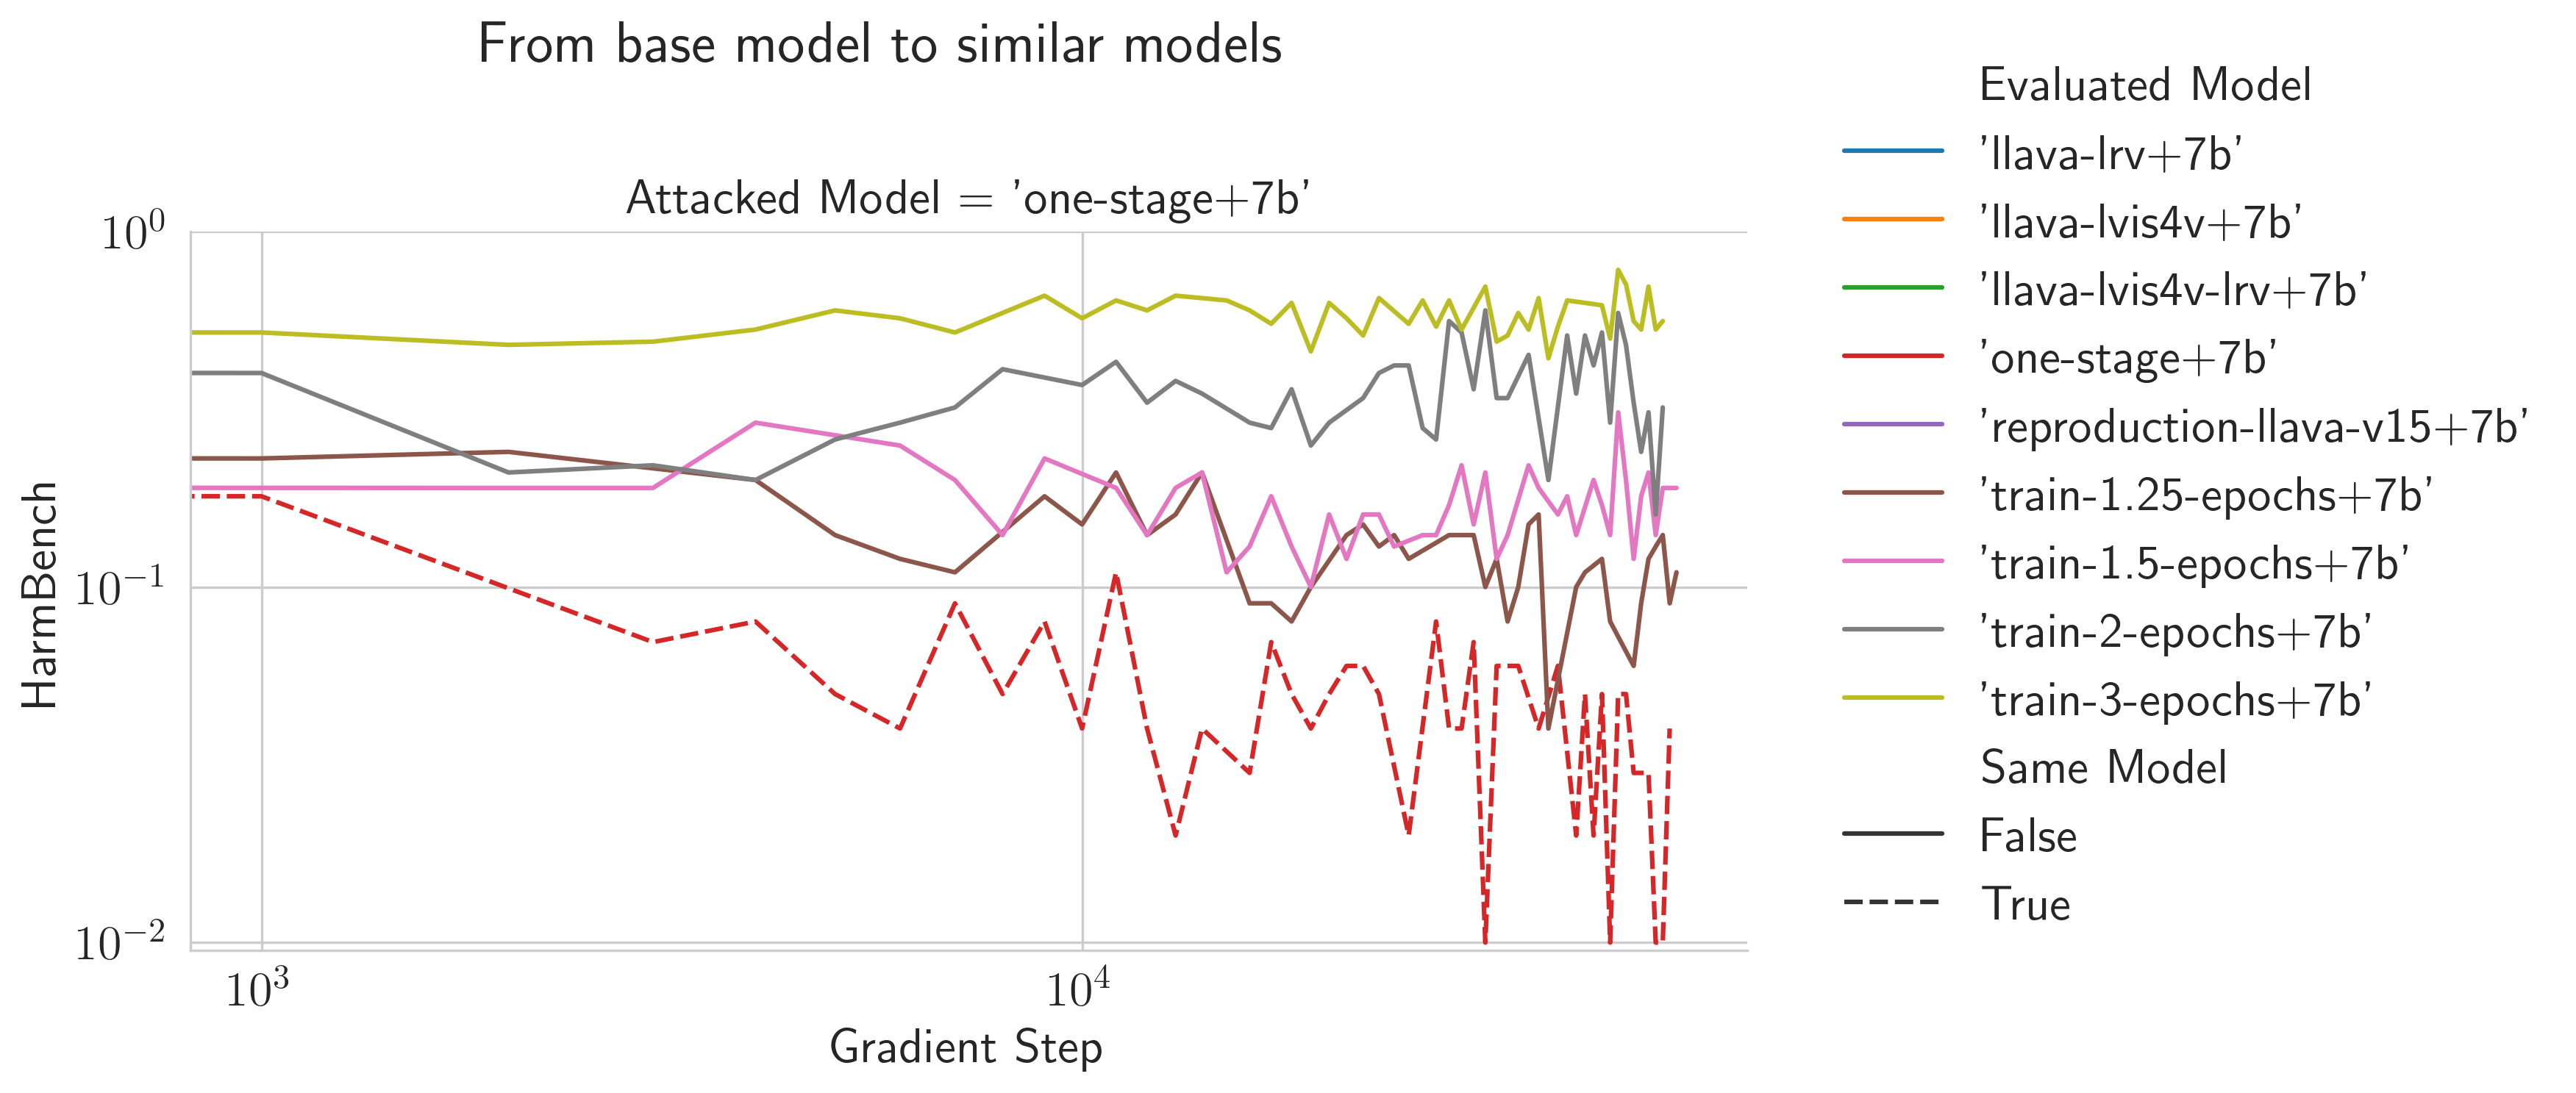 From base model to similar models
Attacked Model = 'one-stage+7b'
10^0
10^-1
10^-2
HarmBench
10^3
10^4
Gradient Step
Evaluated Model
'llava-lrv+7b'
'llava-lvis4v+7b'
'llava-lvis4v-lrv+7b'
'one-stage+7b'
'reproduction-llava-v15+7b'
'train-1.25-epochs+7b'
'train-1.5-epochs+7b'
'train-2-epochs+7b'
'train-3-epochs+7b'
Same Model
False
True